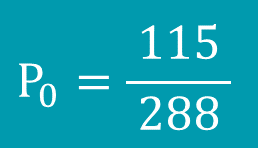 P₀ = 115/288